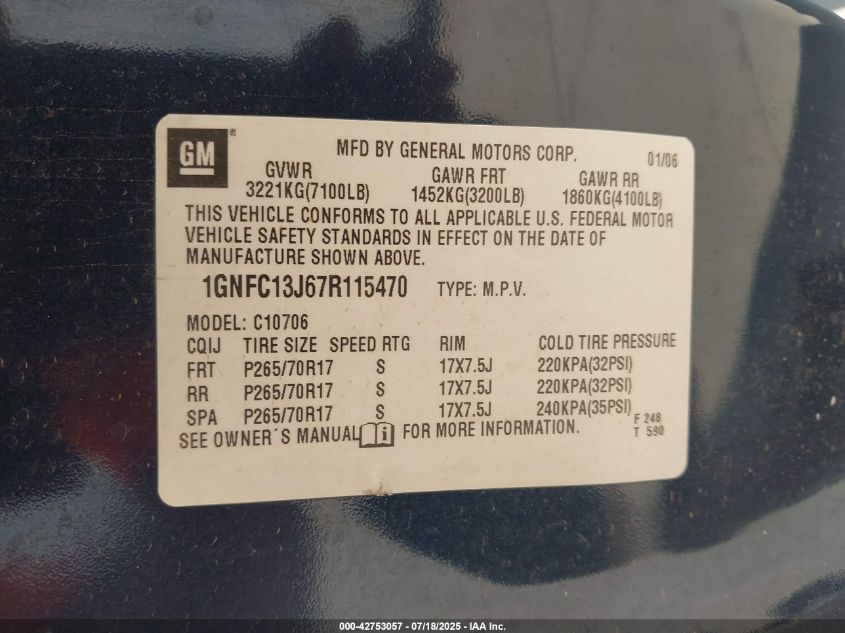 GM®
MFD BY GENERAL MOTORS CORP. 01/06
GVWR GAWR FRT GAWR RR
3221KG(7100LB) 1452KG(3200LB) 1860KG(4100LB)
THIS VEHICLE CONFORMS TO ALL APPLICABLE U.S. FEDERAL MOTOR
VEHICLE SAFETY STANDARDS IN EFFECT ON THE DATE OF
MANUFACTURE SHOWN ABOVE.
1GNFC13J67R115470 TYPE: M.P.V.
MODEL: C10706
CQIJ TIRE SIZE SPEED RTG RIM COLD TIRE PRESSURE
FRT P265/70R17 S 17X7.5J 220KPA(32PSI)
RR P265/70R17 S 17X7.5J 220KPA(32PSI)
SPA P265/70R17 S 17X7.5J 240KPA(35PSI)
F 248
SEE OWNER´S MANUAL FOR MORE INFORMATION. T 590
000-42753057 - 07/18/2025 - IAA Inc.